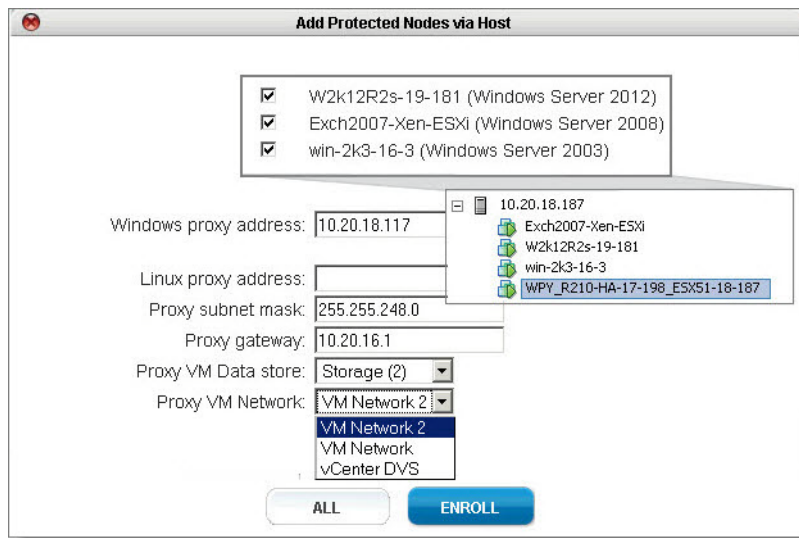 Add Protected Nodes via Host
W2k12R2s-19-181 (Windows Server 2012)
Exch2007-Xen-ESXi (Windows Server 2008)
win-2k3-16-3 (Windows Server 2003)
10.20.18.187
Exch2007-Xen-ESXi
W2k12R2s-19-181
win-2k3-16-3
WPY_R210-HA-17-198_ESX51-18-187
Windows proxy address: 10.20.18.117
Linux proxy address:
Proxy subnet mask: 255.255.248.0
Proxy gateway: 10.20.16.1
Proxy VM Data store: Storage (2)
Proxy VM Network: VM Network 2
VM Network 2
VM Network
vCenter DVS
ALL ENROLL